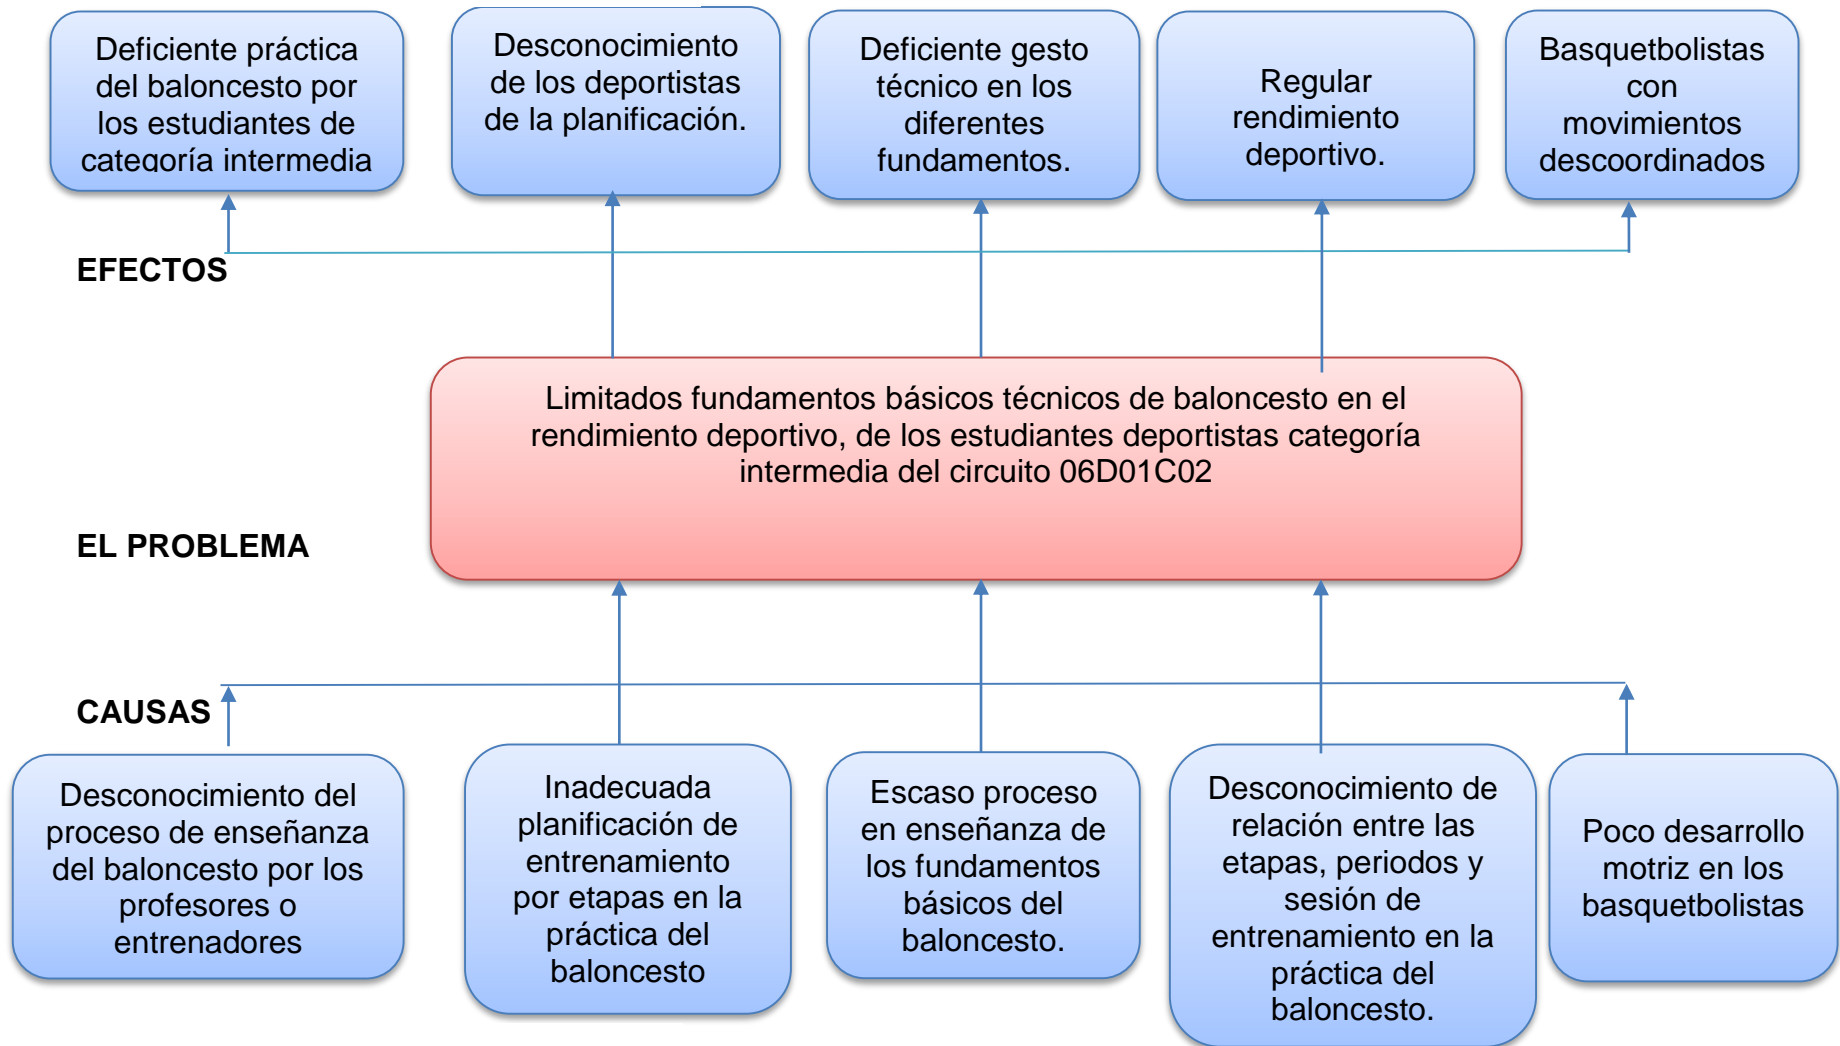 Deficiente práctica
del baloncesto por
los estudiantes de
categoría intermedia
Desconocimiento
de los deportistas
de la planificación.
Deficiente gesto
técnico en los
diferentes
fundamentos.
Regular
rendimiento
deportivo.
Basquetbolistas
con
movimientos
descoordinados
EFECTOS
Limitados fundamentos básicos técnicos de baloncesto en el
rendimiento deportivo, de los estudiantes deportistas categoría
intermedia del circuito 06D01C02
EL PROBLEMA
CAUSAS
Desconocimiento del
proceso de enseñanza
del baloncesto por los
profesores o
entrenadores
Inadecuada
planificación de
entrenamiento
por etapas en la
práctica del
baloncesto
Escaso proceso
en enseñanza de
los fundamentos
básicos del
baloncesto.
Desconocimiento de
relación entre las
etapas, periodos y
sesión de
entrenamiento en la
práctica del
baloncesto.
Poco desarrollo
motriz en los
basquetbolistas